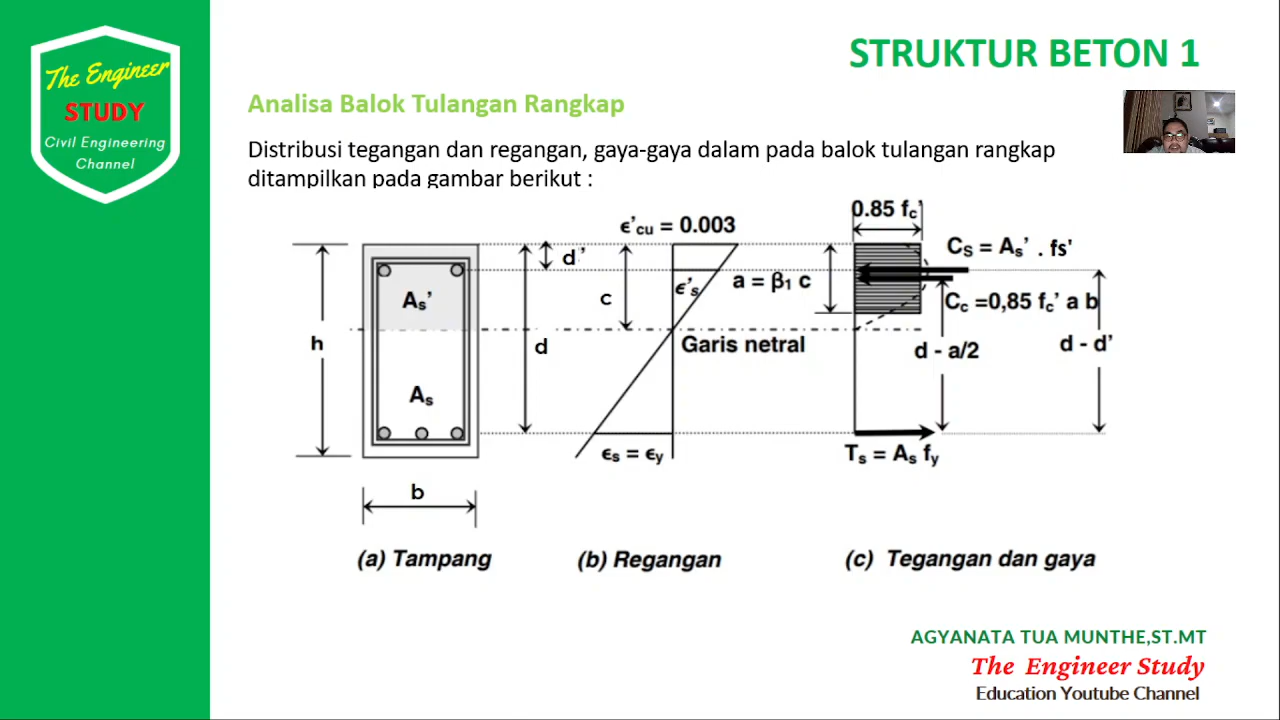 The Engineer
STUDY
Civil Engineering
Channel
STRUKTUR BETON 1
Analisa Balok Tulangan Rangkap
Distribusi tegangan dan regangan, gaya-gaya dalam pada balok tulangan rangkap
ditampilkan pada gambar berikut :
0.85 fc'
ϵ'cu = 0.003
Cs = As' . fs'
d'
ϵ's
a = β1 c
c
As'
Cc =0,85 fc' a b
h
d
Garis netral
d - a/2
d - d'
As
ϵs = ϵy
Ts = As fy
b
(a) Tampang
(b) Regangan
(c) Tegangan dan gaya
AGYANATA TUA MUNTHE,ST.MT
The Engineer Study
Education Youtube Channel